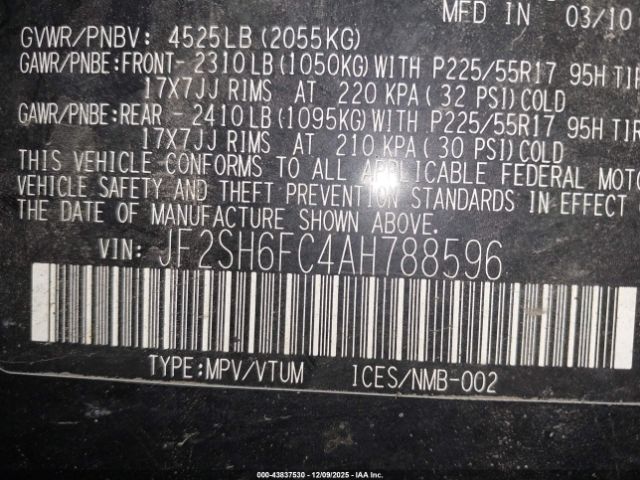 MFD IN 03/10
GVWR/PNBV: 4525LB(2055KG)
GAWR/PNBE:FRONT- 2310LB(1050KG)WITH P225/55R17 95H TIR
17X7JJ RIMS AT 220 KPA( 32 PSI)COLD
GAWR/PNBE:REAR - 2410LB(1095KG)WITH P225/55R17 95H TIR
17X7JJ RIMS AT 210 KPA( 30 PSI)COLD
THIS VEHICLE CONFORMS TO ALL APPLICABLE FEDERAL MOTO
VEHICLE SAFETY AND THEFT PREVENTION STANDARDS IN EFFECT
THE DATE OF MANUFACTURE SHOWN ABOVE.
VIN: JF2SH6FC4AH788596
TYPE:MPV/VTUM ICES/NMB-002
000-43837530 - 12/09/2025 - IAA Inc.